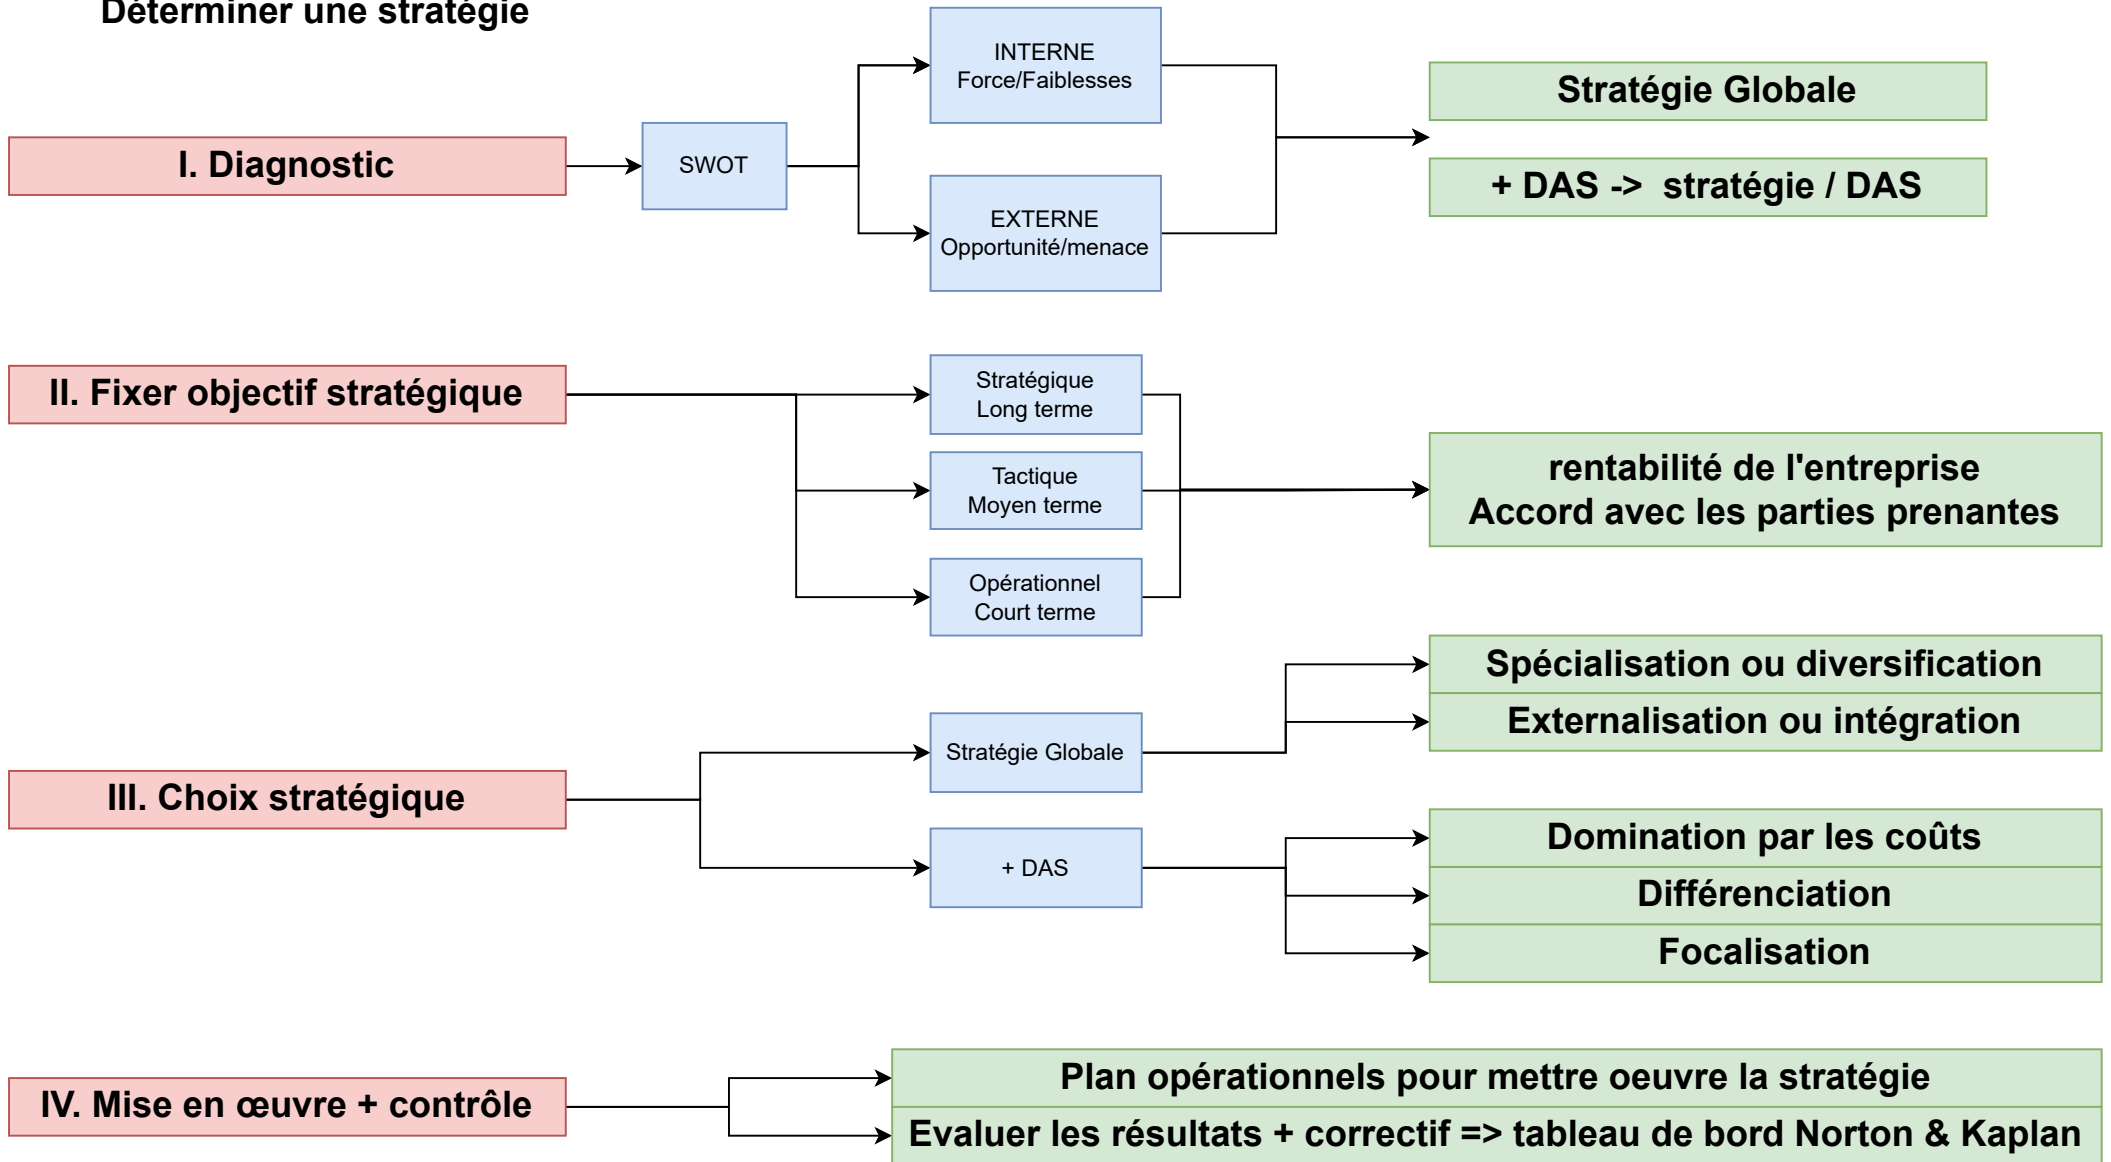 Déterminer une stratégie
I. Diagnostic
SWOT
INTERNE
Force/Faiblesses
EXTERNE
Opportunité/menace
Stratégie Globale
+ DAS -> stratégie / DAS
II. Fixer objectif stratégique
Stratégique
Long terme
Tactique
Moyen terme
Opérationnel
Court terme
rentabilité de l'entreprise
Accord avec les parties prenantes
III. Choix stratégique
Stratégie Globale
Spécialisation ou diversification
Externalisation ou intégration
+ DAS
Domination par les coûts
Différenciation
Focalisation
IV. Mise en œuvre + contrôle
Plan opérationnels pour mettre oeuvre la stratégie
Evaluer les résultats + correctif => tableau de bord Norton & Kaplan